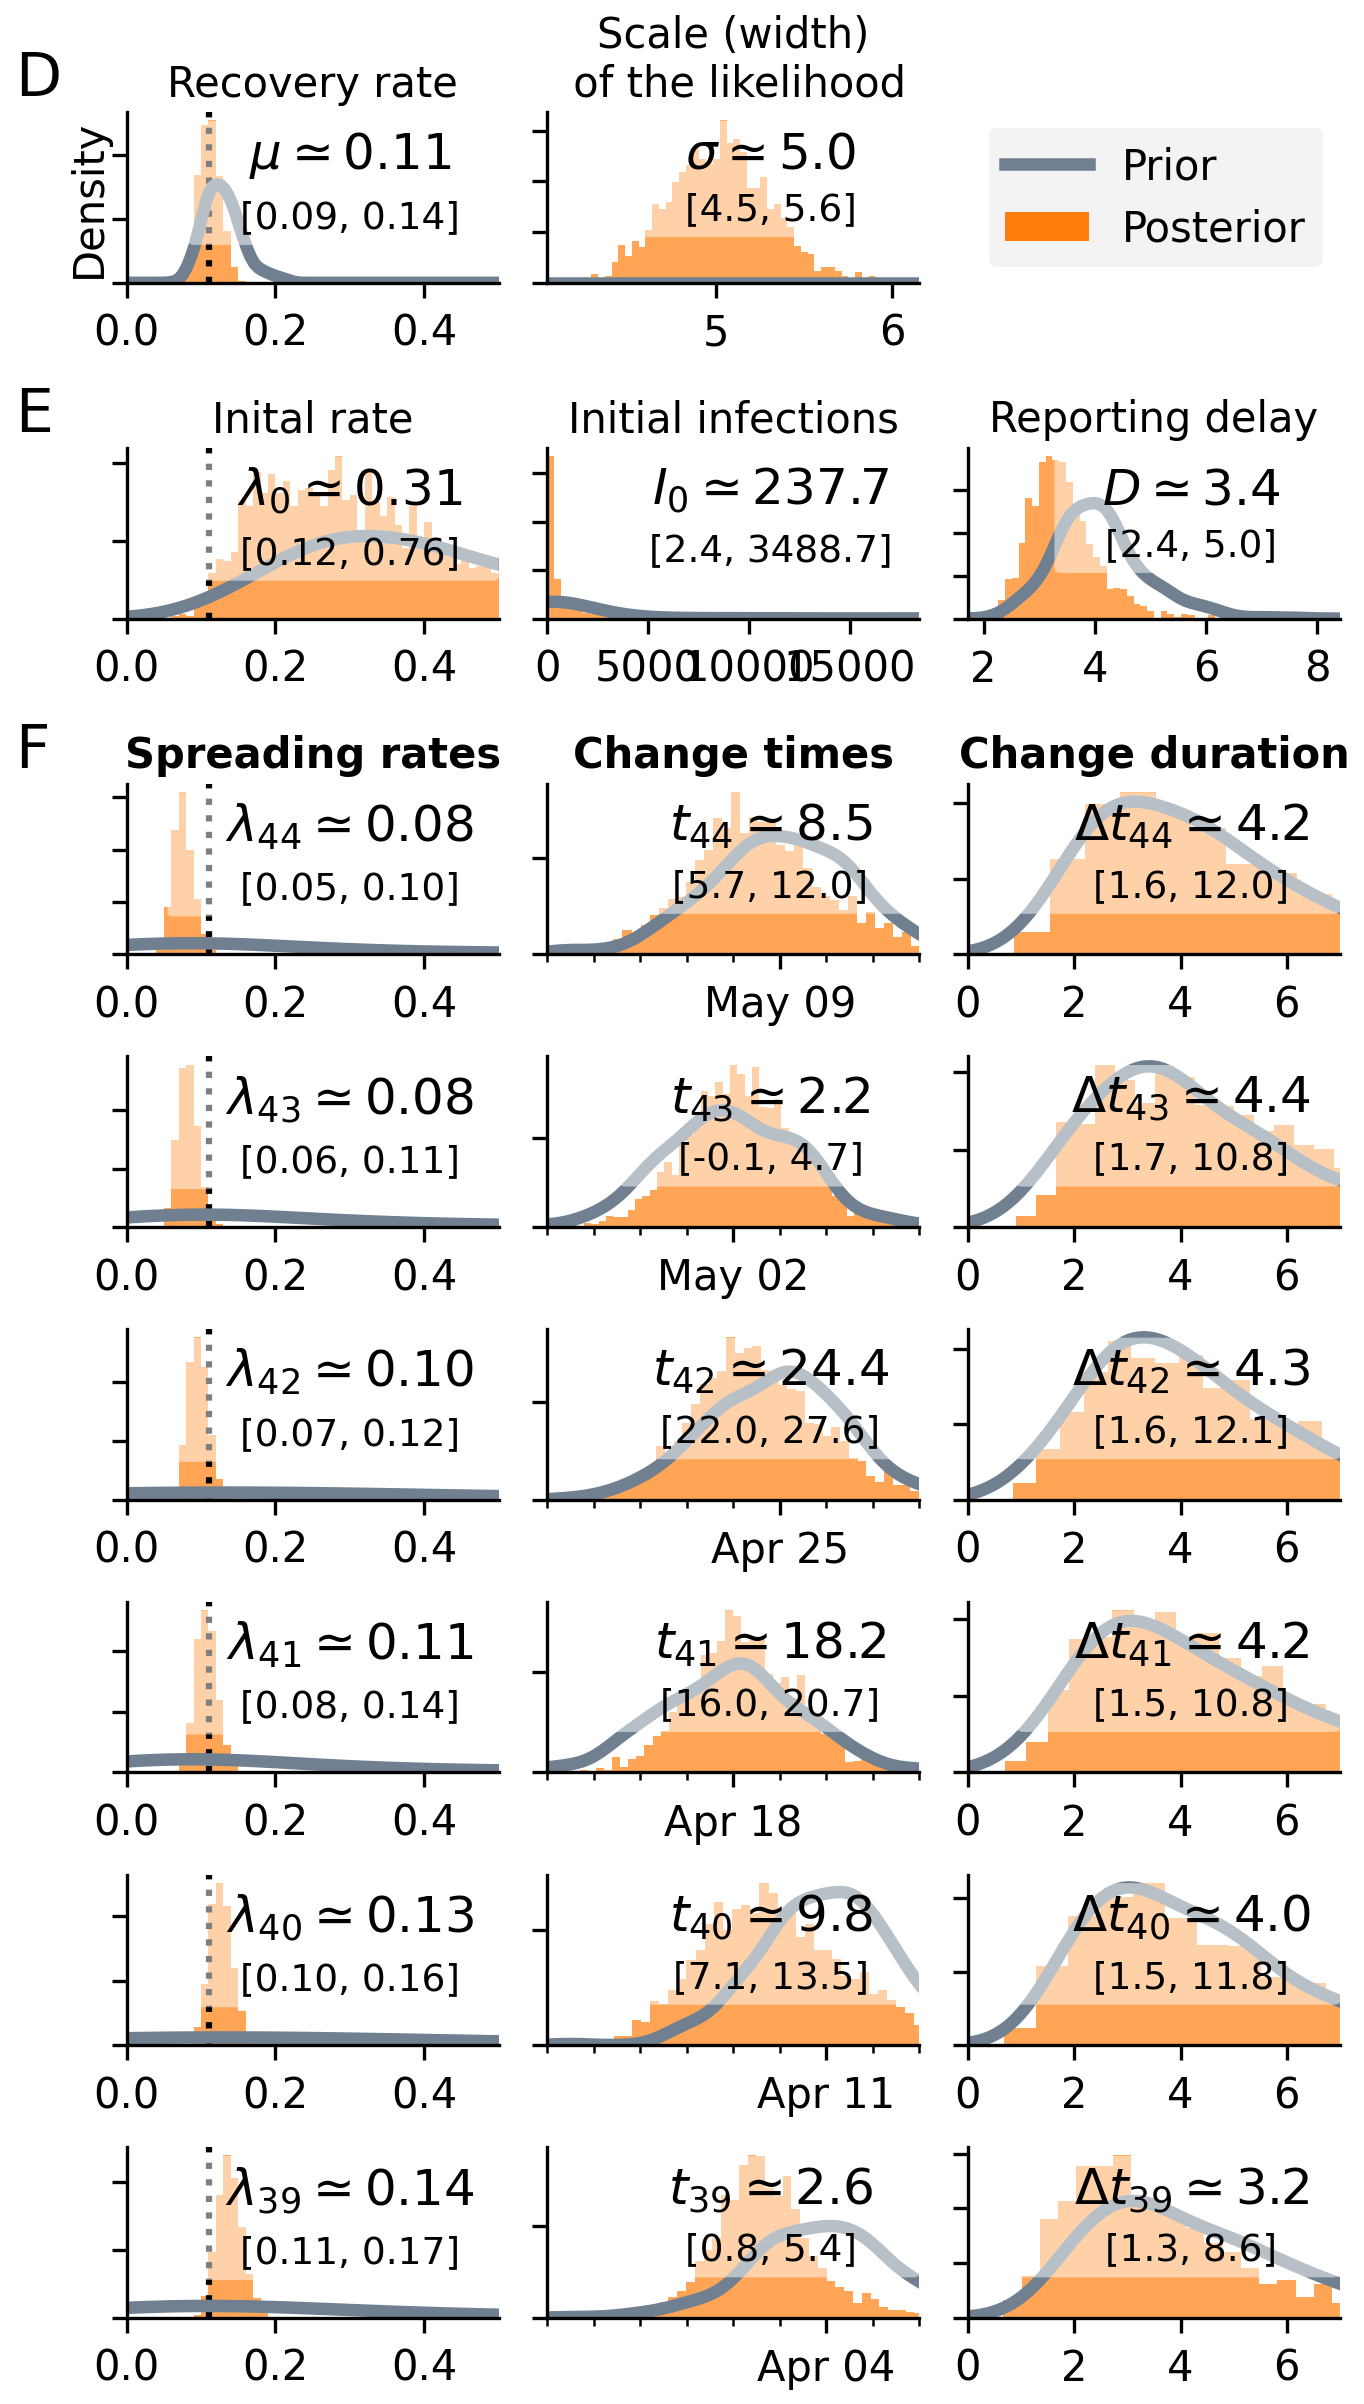 D
Recovery rate
Scale (width)
of the likelihood
Density
μ ≃ 0.11
[0.09, 0.14]
0.0 0.2 0.4
σ ≃ 5.0
[4.5, 5.6]
5 6
Prior
Posterior
E
Inital rate
λ₀ ≃ 0.31
[0.12, 0.76]
0.0 0.2 0.4
Initial infections
I₀ ≃ 237.7
[2.4, 3488.7]
0 5000 10000 15000
Reporting delay
D ≃ 3.4
[2.4, 5.0]
2 4 6 8
F
Spreading rates
Change times
Change duration
λ₄₄ ≃ 0.08
[0.05, 0.10]
0.0 0.2 0.4
t₄₄ ≃ 8.5
[5.7, 12.0]
May 09
Δt₄₄ ≃ 4.2
[1.6, 12.0]
0 2 4 6
λ₄₃ ≃ 0.08
[0.06, 0.11]
0.0 0.2 0.4
t₄₃ ≃ 2.2
[-0.1, 4.7]
May 02
Δt₄₃ ≃ 4.4
[1.7, 10.8]
0 2 4 6
λ₄₂ ≃ 0.10
[0.07, 0.12]
0.0 0.2 0.4
t₄₂ ≃ 24.4
[22.0, 27.6]
Apr 25
Δt₄₂ ≃ 4.3
[1.6, 12.1]
0 2 4 6
λ₄₁ ≃ 0.11
[0.08, 0.14]
0.0 0.2 0.4
t₄₁ ≃ 18.2
[16.0, 20.7]
Apr 18
Δt₄₁ ≃ 4.2
[1.5, 10.8]
0 2 4 6
λ₄₀ ≃ 0.13
[0.10, 0.16]
0.0 0.2 0.4
t₄₀ ≃ 9.8
[7.1, 13.5]
Apr 11
Δt₄₀ ≃ 4.0
[1.5, 11.8]
0 2 4 6
λ₃₉ ≃ 0.14
[0.11, 0.17]
0.0 0.2 0.4
t₃₉ ≃ 2.6
[0.8, 5.4]
Apr 04
Δt₃₉ ≃ 3.2
[1.3, 8.6]
0 2 4 6